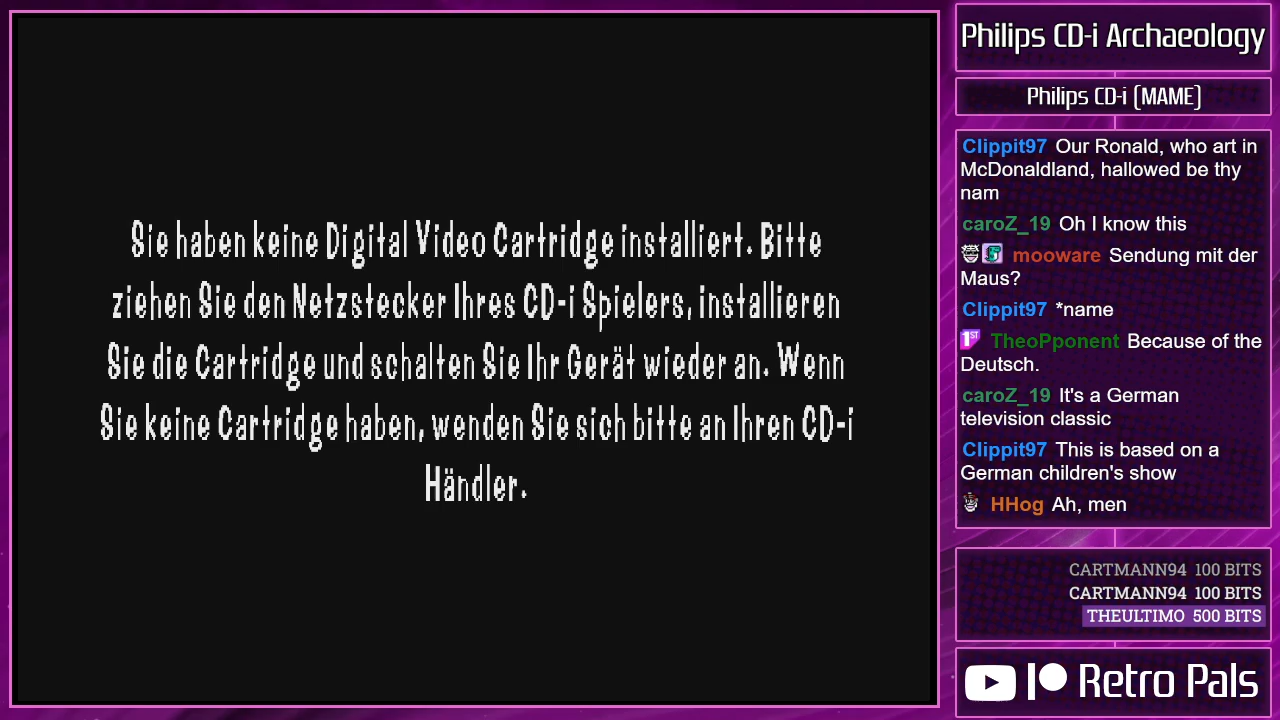 Sie haben keine Digital Video Cartridge installiert. Bitte
ziehen Sie den Netzstecker Ihres CD-i Spielers, installieren
Sie die Cartridge und schalten Sie Ihr Gerät wieder an. Wenn
Sie keine Cartridge haben, wenden Sie sich bitte an Ihren CD-i
Händler.
Philips CD-i Archaeology
Philips CD-i [MAME]
Clippit97 Our Ronald, who art in
McDonaldland, hallowed be thy
nam
caroZ_19 Oh I know this
mooware Sendung mit der
Maus?
Clippit97 *name
1ST TheoPponent Because of the
Deutsch.
caroZ_19 It's a German
television classic
Clippit97 This is based on a
German children's show
HHog Ah, men
CARTMANN94 100 BITS
CARTMANN94 100 BITS
THEULTIMO 500 BITS
Retro Pals